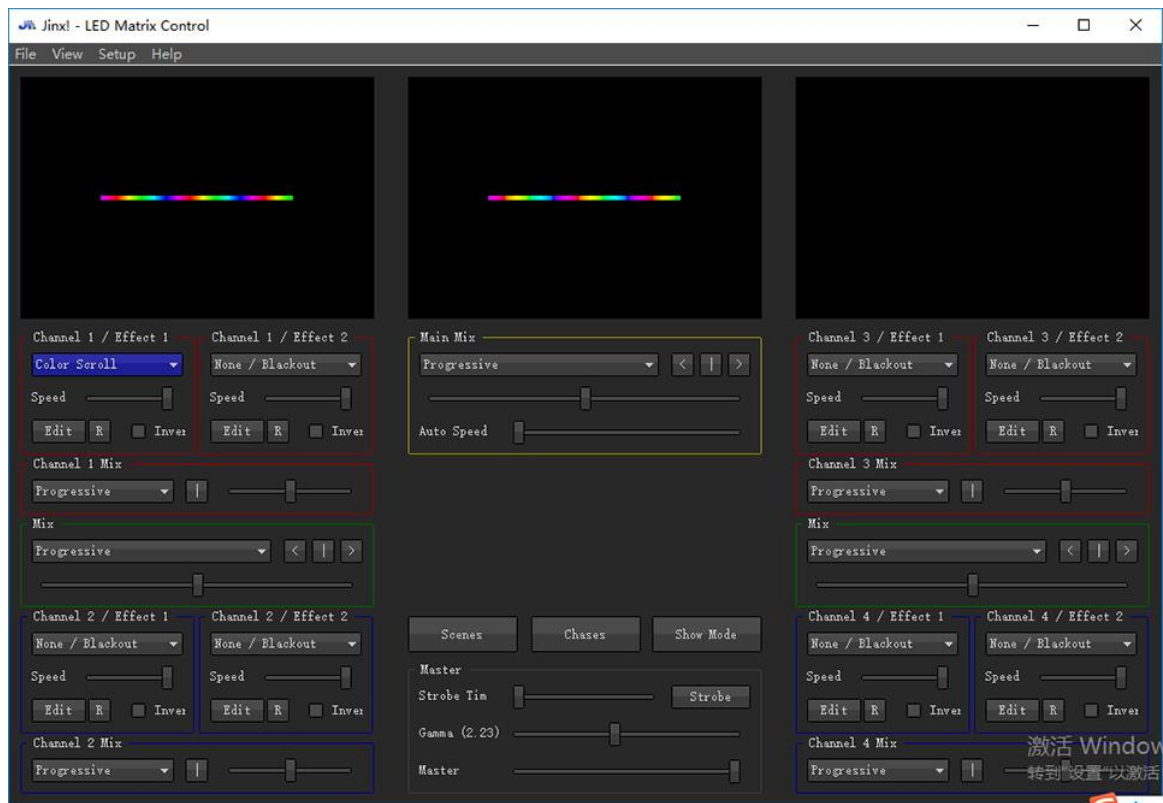 Jinx! - LED Matrix Control
File View Setup Help
Channel 1 / Effect 1
Channel 1 / Effect 2
Main Mix
Channel 3 / Effect 1
Channel 3 / Effect 2
Color Scroll
None / Blackout
Progressive
< | >
None / Blackout
None / Blackout
Speed
Speed
Speed
Speed
Edit R Inver
Edit R Inver
Auto Speed
Edit R Inver
Edit R Inver
Channel 1 Mix
Channel 3 Mix
Progressive |
Progressive |
Mix
Mix
Progressive < | >
Progressive < | >
Channel 2 / Effect 1
Channel 2 / Effect 2
Channel 4 / Effect 1
Channel 4 / Effect 2
Scenes
Chases
Show Mode
None / Blackout
None / Blackout
None / Blackout
None / Blackout
Master
Speed
Speed
Strobe Tim
Strobe
Speed
Speed
Edit R Inver
Edit R Inver
Gamma (2.23)
Edit R Inver
Edit R Inver
Channel 2 Mix
Channel 4 Mix
激活 Window
Progressive |
Master
Progressive |
转到"设置"以激活